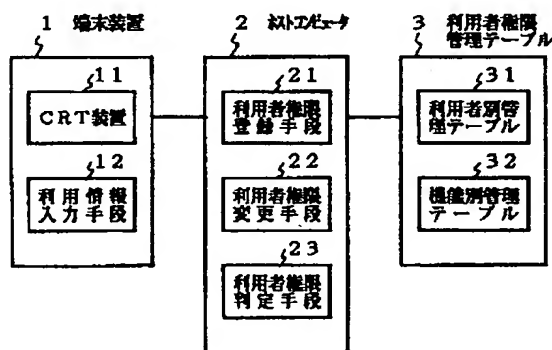 1 端末装置
11
CRT装置
12
利用情報
入力手段
2 ホストコンピュータ
21
利用者権限
登録手段
22
利用者権限
変更手段
23
利用者権限
判定手段
3 利用者権限
管理テーブル
31
利用者別管
理テーブル
32
機能別管理
テーブル